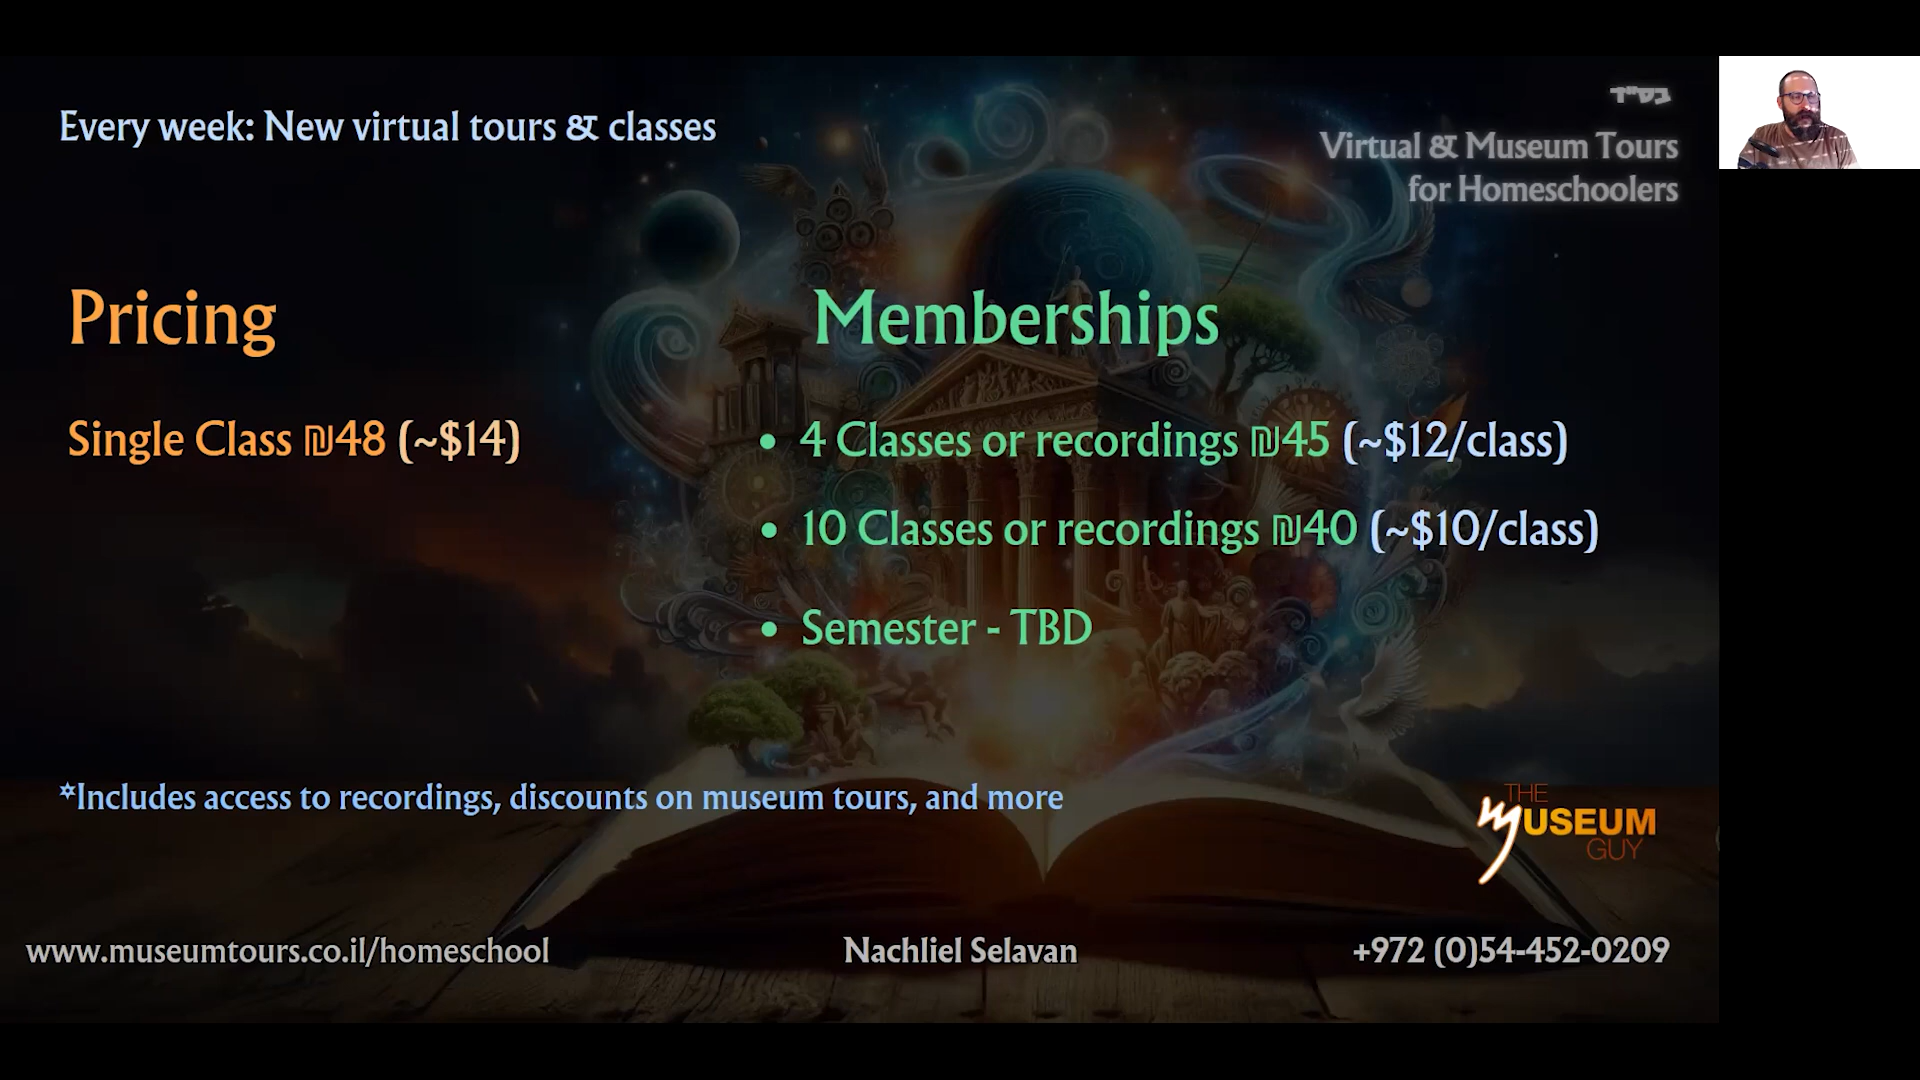 Every week: New virtual tours & classes
בס"ד
Virtual & Museum Tours
for Homeschoolers
Pricing
Memberships
Single Class ₪48 (~$14)
• 4 Classes or recordings ₪45 (~$12/class)
• 10 Classes or recordings ₪40 (~$10/class)
• Semester - TBD
*Includes access to recordings, discounts on museum tours, and more
THE
MUSEUM
GUY
www.museumtours.co.il/homeschool
Nachliel Selavan
+972 (0)54-452-0209